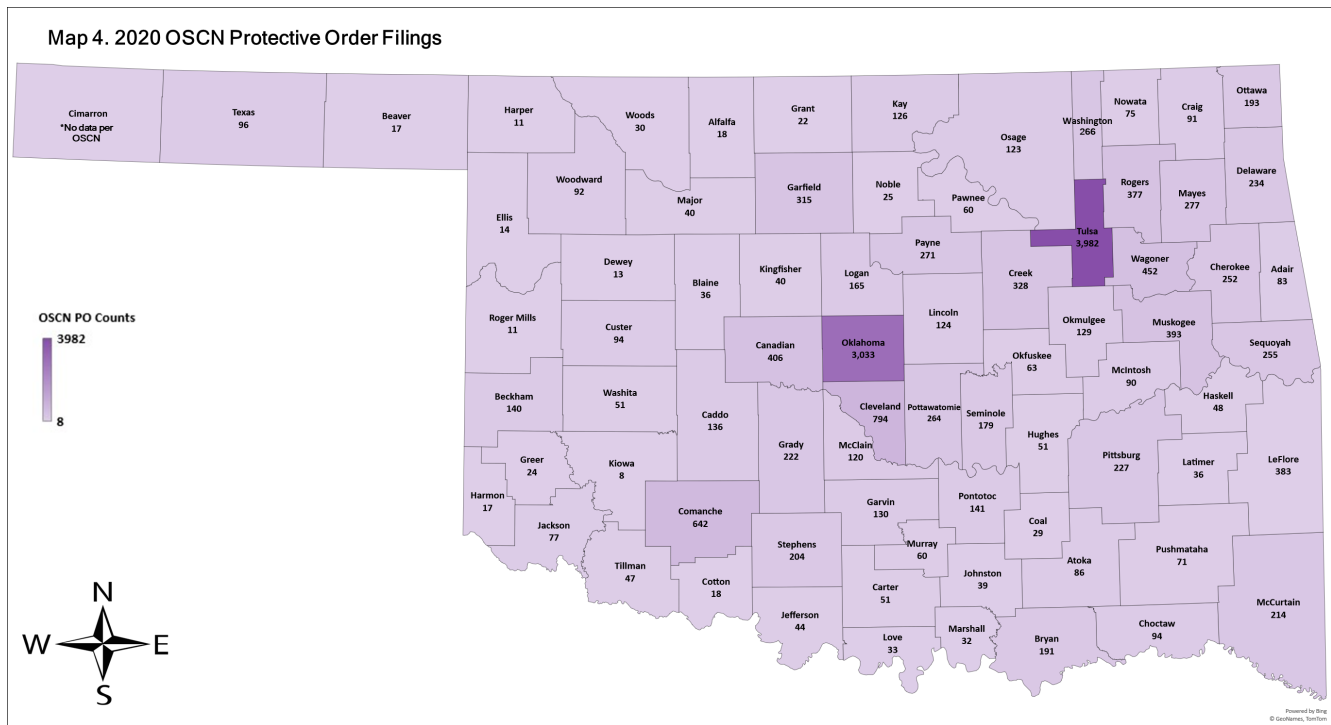 Map 4. 2020 OSCN Protective Order Filings
Cimarron
*No data per
OSCN
Texas
96
Beaver
17
Harper
11
Woods
30
Alfalfa
18
Grant
22
Kay
126
Osage
123
Washington
266
Nowata
75
Craig
91
Ottawa
193
Ellis
14
Woodward
92
Major
40
Garfield
315
Noble
25
Pawnee
60
Rogers
377
Mayes
277
Delaware
234
Tulsa
3,982
Dewey
13
Blaine
36
Kingfisher
40
Logan
165
Payne
271
Creek
328
Wagoner
452
Cherokee
252
Adair
83
OSCN PO Counts
3982
8
Roger Mills
11
Custer
94
Canadian
406
Oklahoma
3,033
Lincoln
124
Okmulgee
129
Muskogee
393
Sequoyah
255
Okfuskee
63
McIntosh
90
Beckham
140
Washita
51
Caddo
136
Grady
222
McClain
120
Cleveland
794
Pottawatomie
264
Seminole
179
Hughes
51
Pittsburg
227
Haskell
48
Latimer
36
LeFlore
383
Greer
24
Kiowa
8
Harmon
17
Jackson
77
Comanche
642
Garvin
130
Pontotoc
141
Coal
29
Stephens
204
Murray
60
Atoka
86
Pushmataha
71
Tillman
47
Cotton
18
Carter
51
Johnston
39
McCurtain
214
Jefferson
44
Love
33
Marshall
32
Bryan
191
Choctaw
94
N
W E
S
Powered by Bing
© GeoNames, TomTom